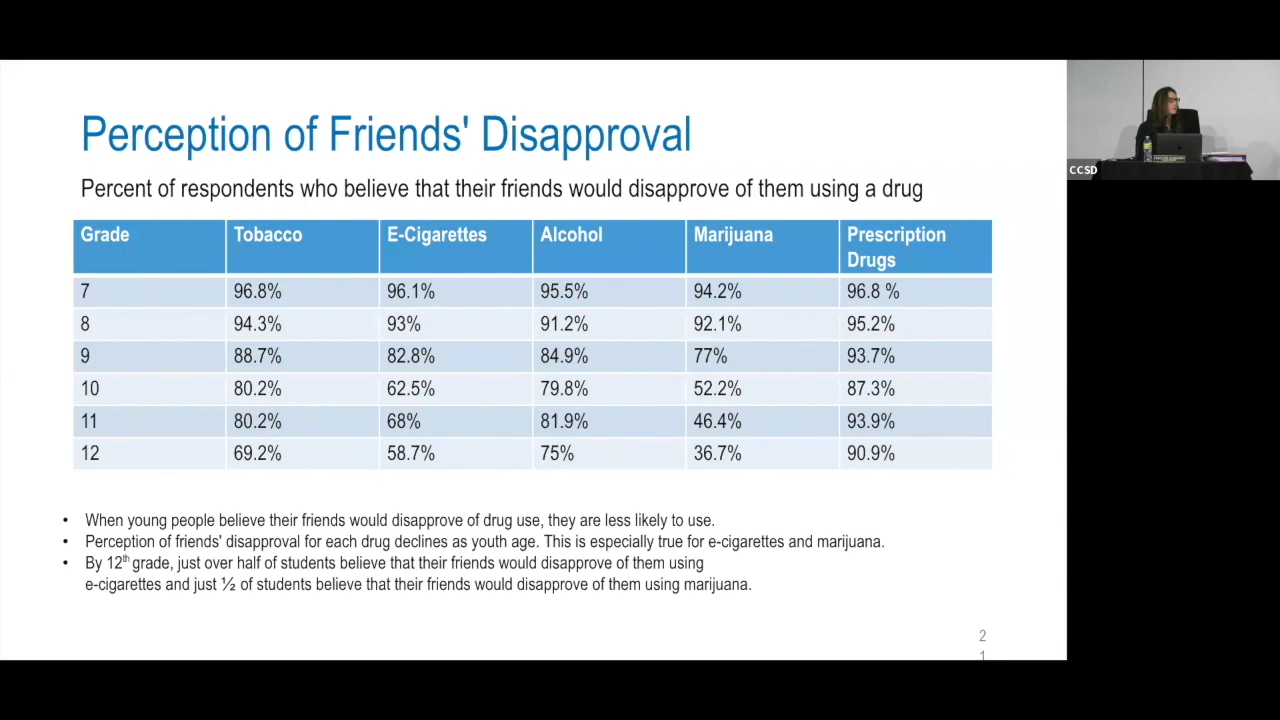 Perception of Friends' Disapproval
Percent of respondents who believe that their friends would disapprove of them using a drug
Grade Tobacco E-Cigarettes Alcohol Marijuana Prescription
Drugs
7 96.8% 96.1% 95.5% 94.2% 96.8 %
8 94.3% 93% 91.2% 92.1% 95.2%
9 88.7% 82.8% 84.9% 77% 93.7%
10 80.2% 62.5% 79.8% 52.2% 87.3%
11 80.2% 68% 81.9% 46.4% 93.9%
12 69.2% 58.7% 75% 36.7% 90.9%
• When young people believe their friends would disapprove of drug use, they are less likely to use.
• Perception of friends' disapproval for each drug declines as youth age. This is especially true for e-cigarettes and marijuana.
• By 12th grade, just over half of students believe that their friends would disapprove of them using
e-cigarettes and just ½ of students believe that their friends would disapprove of them using marijuana.
2
1
CCSD